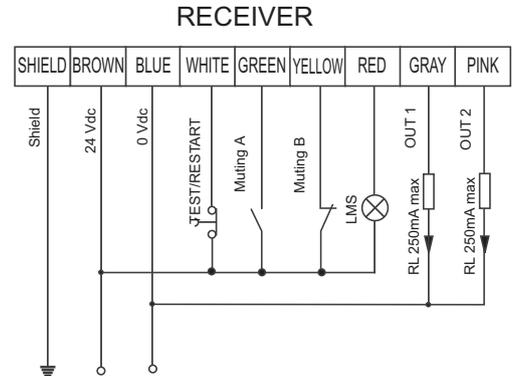 RECEIVER
SHIELD BROWN BLUE WHITE GREEN YELLOW RED GRAY PINK
Shield
24 Vdc
0 Vdc
TEST/RESTART
Muting A
Muting B
LMS
OUT 1
RL 250mA max
OUT 2
RL 250mA max